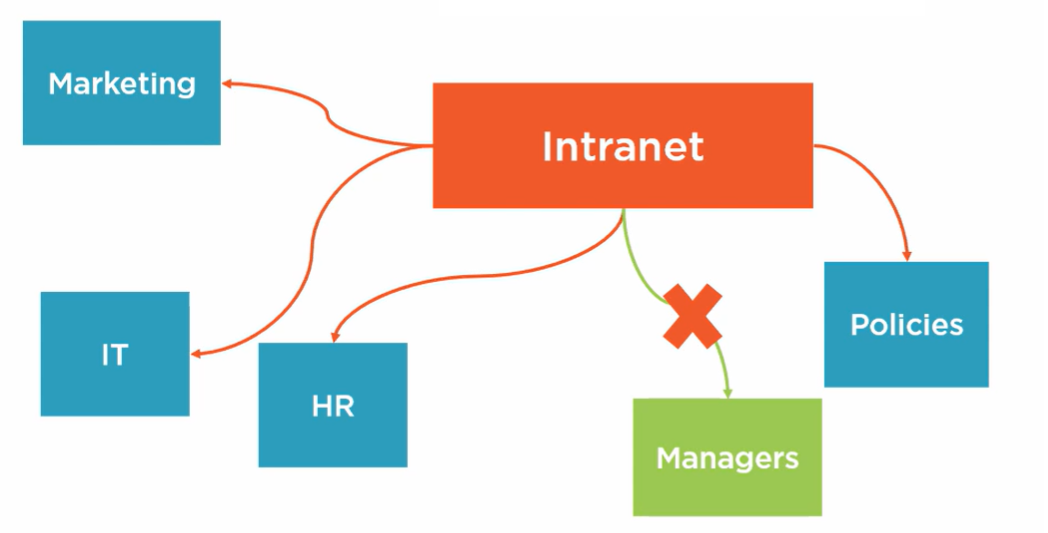 Marketing
Intranet
IT
HR
Policies
Managers